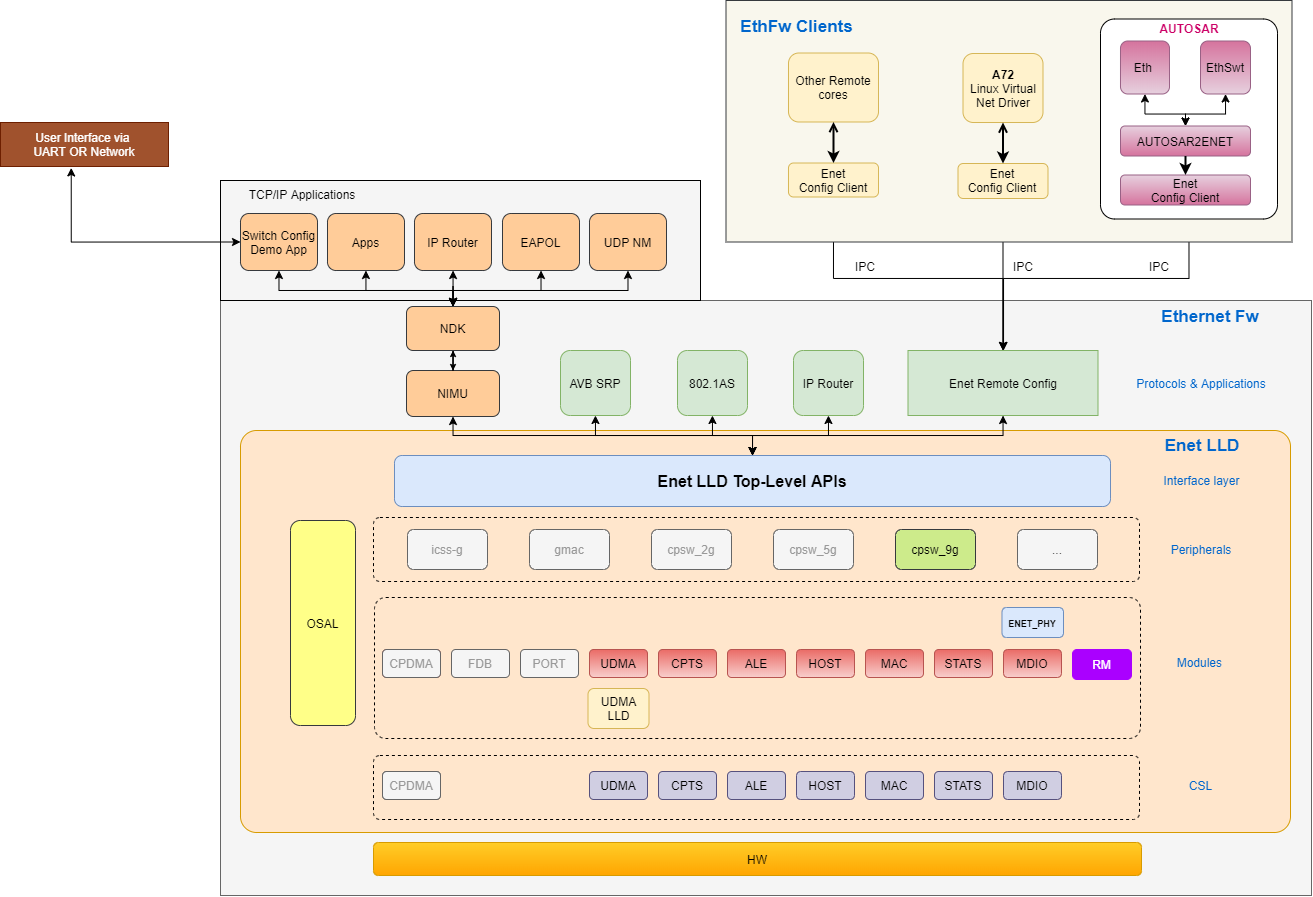 EthFw Clients
AUTOSAR
Other Remote
cores
A72
Linux Virtual
Net Driver
Eth
EthSwt
AUTOSAR2ENET
Enet
Config Client
Enet
Config Client
Enet
Config Client
User Interface via
UART OR Network
TCP/IP Applications
Switch Config
Demo App
Apps
IP Router
EAPOL
UDP NM
IPC
IPC
IPC
Ethernet Fw
NDK
NIMU
AVB SRP
802.1AS
IP Router
Enet Remote Config
Protocols & Applications
Enet LLD
Enet LLD Top-Level APIs
Interface layer
OSAL
icss-g
gmac
cpsw_2g
cpsw_5g
cpsw_9g
...
Peripherals
ENET_PHY
CPDMA
FDB
PORT
UDMA
CPTS
ALE
HOST
MAC
STATS
MDIO
RM
Modules
UDMA
LLD
CPDMA
UDMA
CPTS
ALE
HOST
MAC
STATS
MDIO
CSL
HW